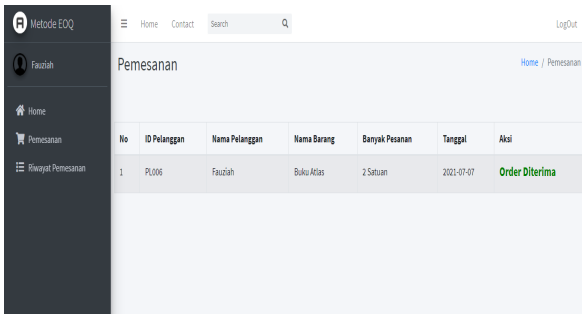 Metode EOQ
Home Contact Search LogOut
Fauziah
Pemesanan
Home / Pemesanan
Home
Pemesanan
Riwayat Pemesanan
No ID Pelanggan Nama Pelanggan Nama Barang Banyak Pesanan Tanggal Aksi
1 PL006 Fauziah Buku Atlas 2 Satuan 2021-07-07 Order Diterima